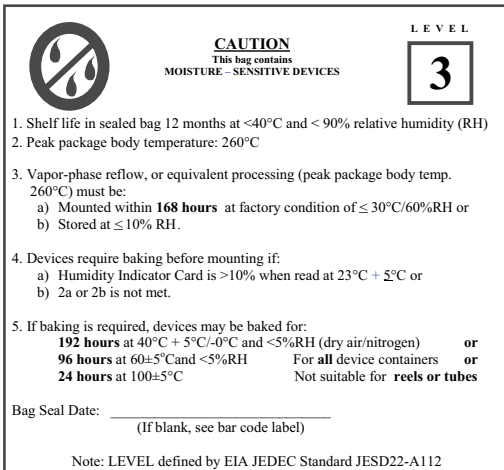 LEVEL
3
CAUTION
This bag contains
MOISTURE – SENSITIVE DEVICES
1. Shelf life in sealed bag 12 months at <40°C and < 90% relative humidity (RH)
2. Peak package body temperature: 260°C
3. Vapor-phase reflow, or equivalent processing (peak package body temp.
260°C) must be:
a) Mounted within 168 hours at factory condition of ≤ 30°C/60%RH or
b) Stored at ≤ 10% RH.
4. Devices require baking before mounting if:
a) Humidity Indicator Card is >10% when read at 23°C + 5°C or
b) 2a or 2b is not met.
5. If baking is required, devices may be baked for:
192 hours at 40°C + 5°C/-0°C and <5%RH (dry air/nitrogen) or
96 hours at 60±5°Cand <5%RH For all device containers or
24 hours at 100±5°C Not suitable for reels or tubes
Bag Seal Date: ______________________________
(If blank, see bar code label)
Note: LEVEL defined by EIA JEDEC Standard JESD22-A112